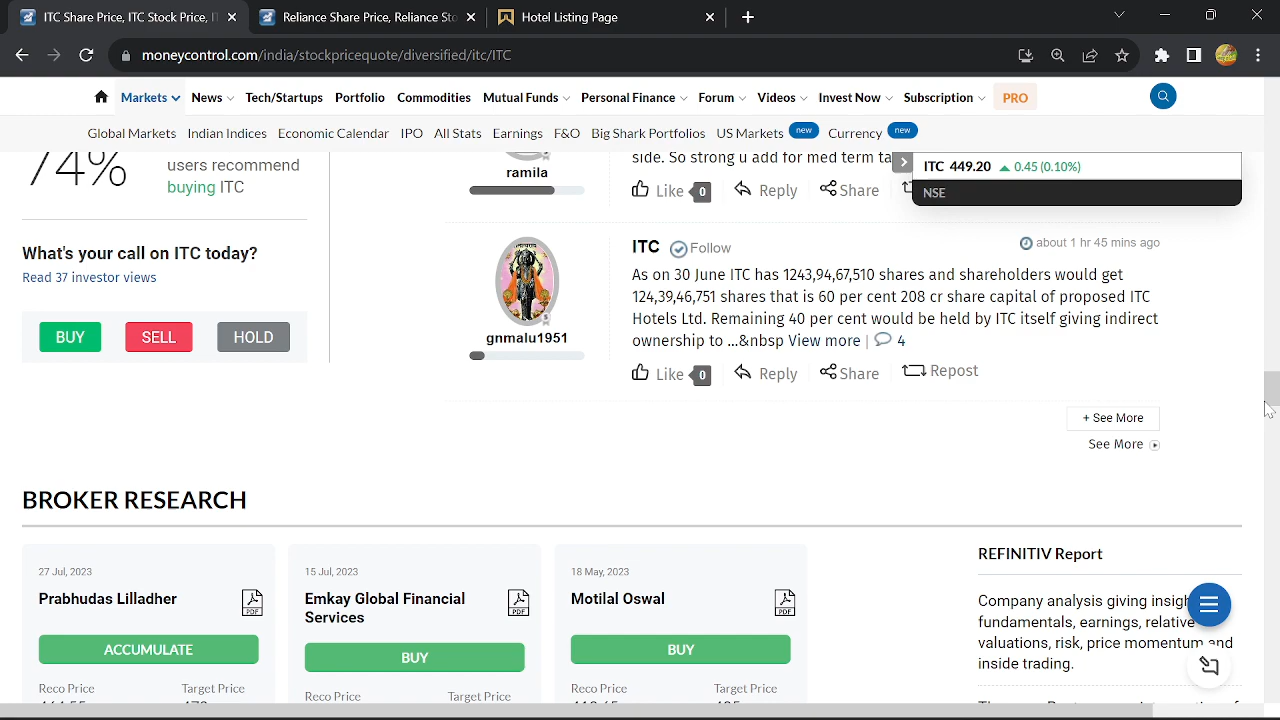 ITC Share Price, ITC Stock Price, I
Reliance Share Price, Reliance Sto
Hotel Listing Page
moneycontrol.com/india/stockpricequote/diversified/itc/ITC
Markets News Tech/Startups Portfolio Commodities Mutual Funds Personal Finance Forum Videos Invest Now Subscription PRO
Global Markets Indian Indices Economic Calendar IPO All Stats Earnings F&O Big Shark Portfolios US Markets new Currency new
74%
users recommend
buying ITC
What's your call on ITC today?
Read 37 investor views
BUY SELL HOLD
ramila
side. So strong u add for med term ta
Like 0 Reply Share
ITC 449.20 0.45 (0.10%)
NSE
gnmalu1951
ITC Follow
about 1 hr 45 mins ago
As on 30 June ITC has 1243,94,67,510 shares and shareholders would get
124,39,46,751 shares that is 60 per cent 208 cr share capital of proposed ITC
Hotels Ltd. Remaining 40 per cent would be held by ITC itself giving indirect
ownership to ...&nbsp View more | 4
Like 0 Reply Share Repost
+ See More
See More
BROKER RESEARCH
27 Jul, 2023
Prabhudas Lilladher
PDF
ACCUMULATE
Reco Price Target Price
15 Jul, 2023
Emkay Global Financial
Services
PDF
BUY
Reco Price Target Price
18 May, 2023
Motilal Oswal
PDF
BUY
Reco Price Target Price
REFINITIV Report
Company analysis giving insigh
fundamentals, earnings, relative
valuations, risk, price momentum and
inside trading.